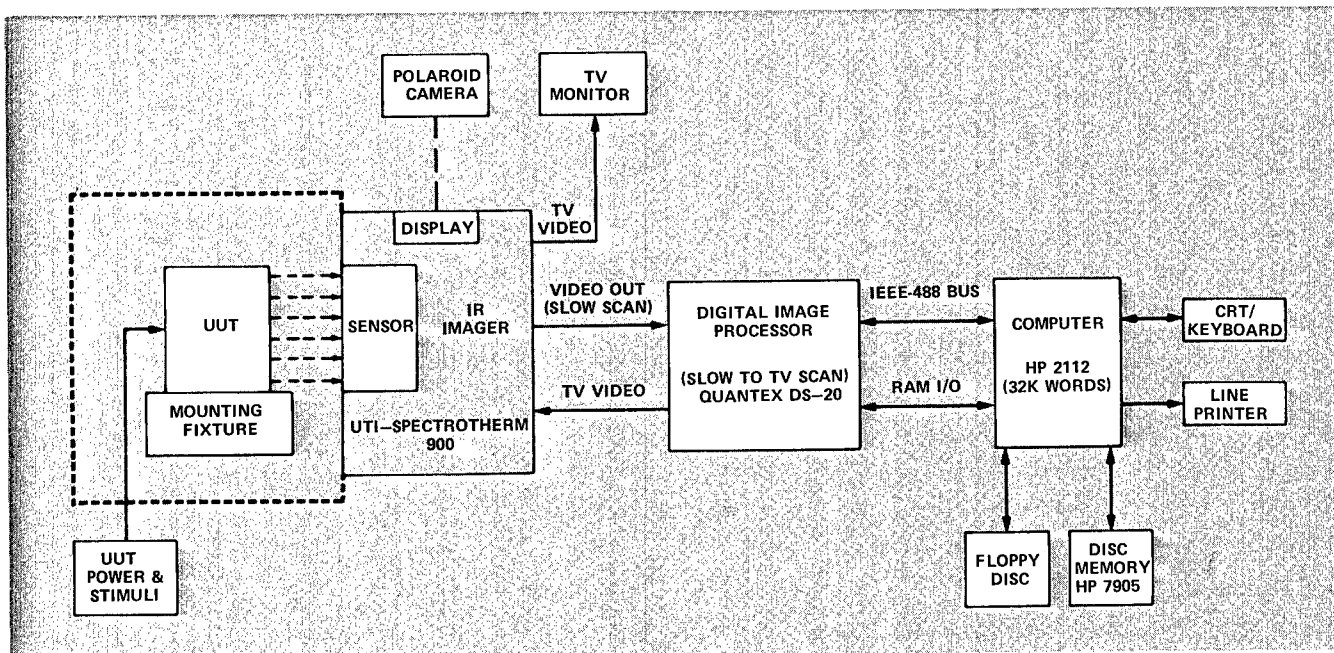 POLAROID
CAMERA
TV
MONITOR
DISPLAY
TV
VIDEO
UUT
SENSOR
IR
IMAGER
MOUNTING
FIXTURE
UTI–SPECTROTHERM
900
VIDEO OUT
(SLOW SCAN)
TV VIDEO
DIGITAL IMAGE
PROCESSOR
(SLOW TO TV SCAN)
QUANTEX DS–20
IEEE-488 BUS
RAM I/O
COMPUTER
HP 2112
(32K WORDS)
CRT/
KEYBOARD
LINE
PRINTER
UUT
POWER &
STIMULI
FLOPPY
DISC
DISC
MEMORY
HP 7905